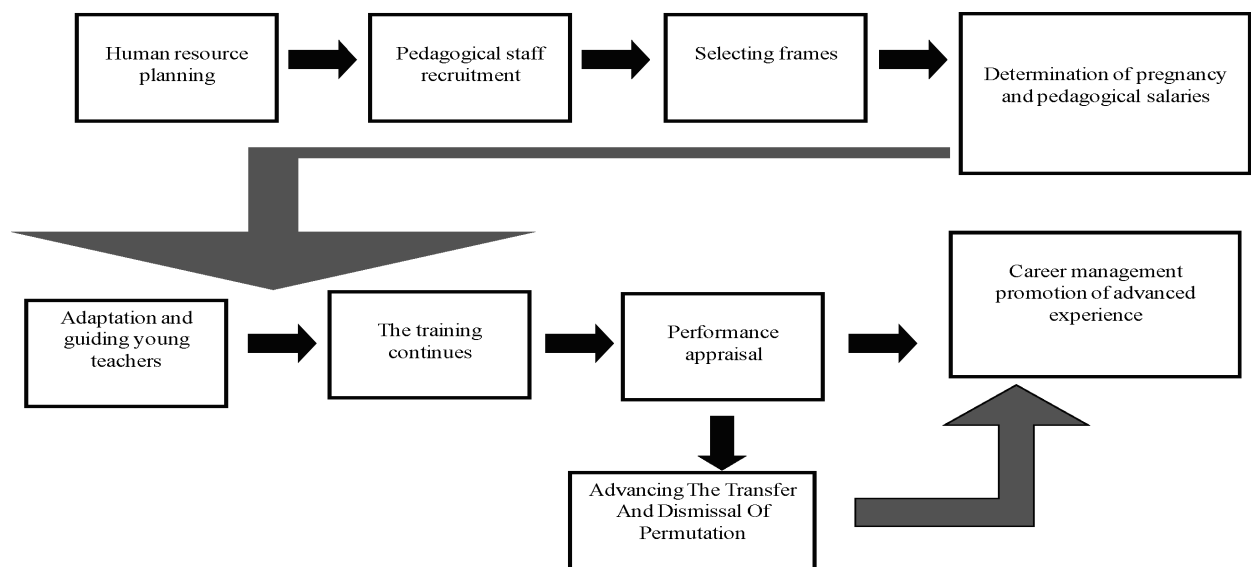 Human resource
planning
Pedagogical staff
recruitment
Selecting frames
Determination of pregnancy
and pedagogical salaries
Adaptation and
guiding young
teachers
The training
continues
Performance
appraisal
Career management
promotion of advanced
experience
Advancing The Transfer
And Dismissal Of
Permutation